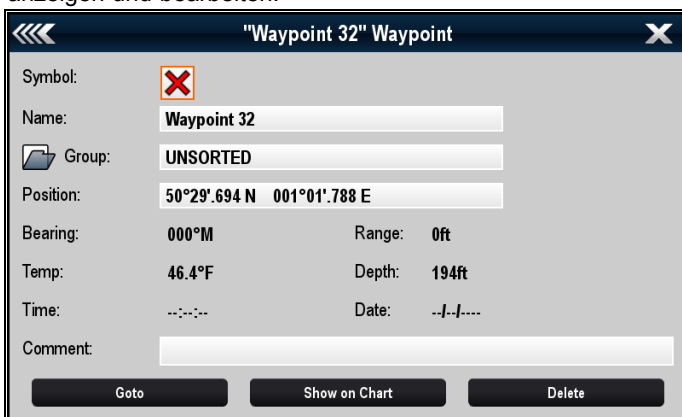 anzeigen und bearbeiten.
"Waypoint 32" Waypoint
Symbol:
Name: Waypoint 32
Group: UNSORTED
Position: 50°29'.694 N 001°01'.788 E
Bearing: 000°M Range: 0ft
Temp: 46.4°F Depth: 194ft
Time: --:--:-- Date: --/--/----
Comment:
Goto Show on Chart Delete